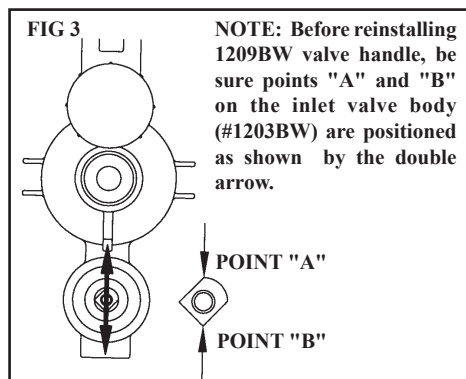 FIG 3
NOTE: Before reinstalling
1209BW valve handle, be
sure points "A" and "B"
on the inlet valve body
(#1203BW) are positioned
as shown by the double
arrow.
POINT "A"
POINT "B"